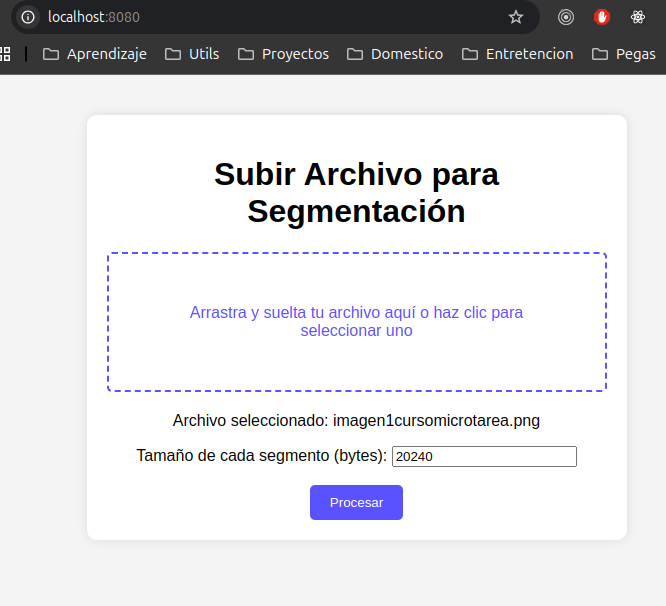 localhost:8080
Aprendizaje Utils Proyectos Domestico Entretencion Pegas
Subir Archivo para
Segmentación
Arrastra y suelta tu archivo aquí o haz clic para
seleccionar uno
Archivo seleccionado: imagen1cursomicrotarea.png
Tamaño de cada segmento (bytes): 20240
Procesar